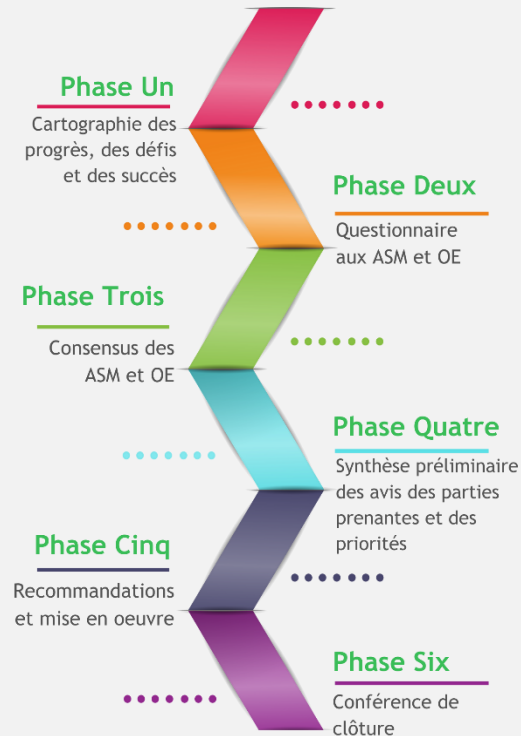 Phase Un
Cartographie des
progrès, des défis
et des succès
Phase Deux
Questionnaire
aux ASM et OE
Phase Trois
Consensus des
ASM et OE
Phase Quatre
Synthèse préliminaire
des avis des parties
prenantes et des
priorités
Phase Cinq
Recommandations
et mise en oeuvre
Phase Six
Conférence de
clôture